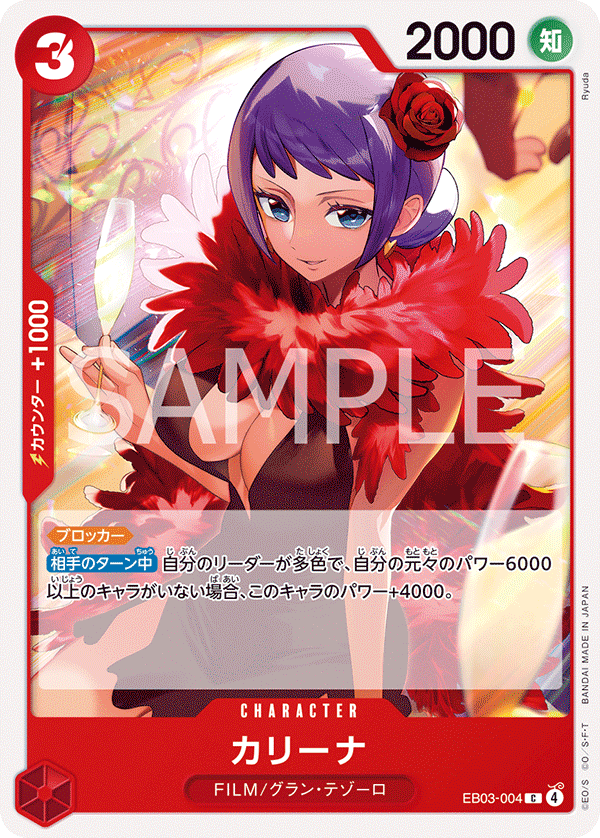 3
2000
知
Ryuda
カウンター +1000
SAMPLE
ブロッカー
相手のターン中 自分のリーダーが多色で、自分の元々のパワー6000
以上のキャラがいない場合、このキャラのパワー+4000。
CHARACTER
カリーナ
FILM/グラン・テゾーロ
EB03-004 C 4
©E.O/S ©O/S・F・T BANDAI MADE IN JAPAN